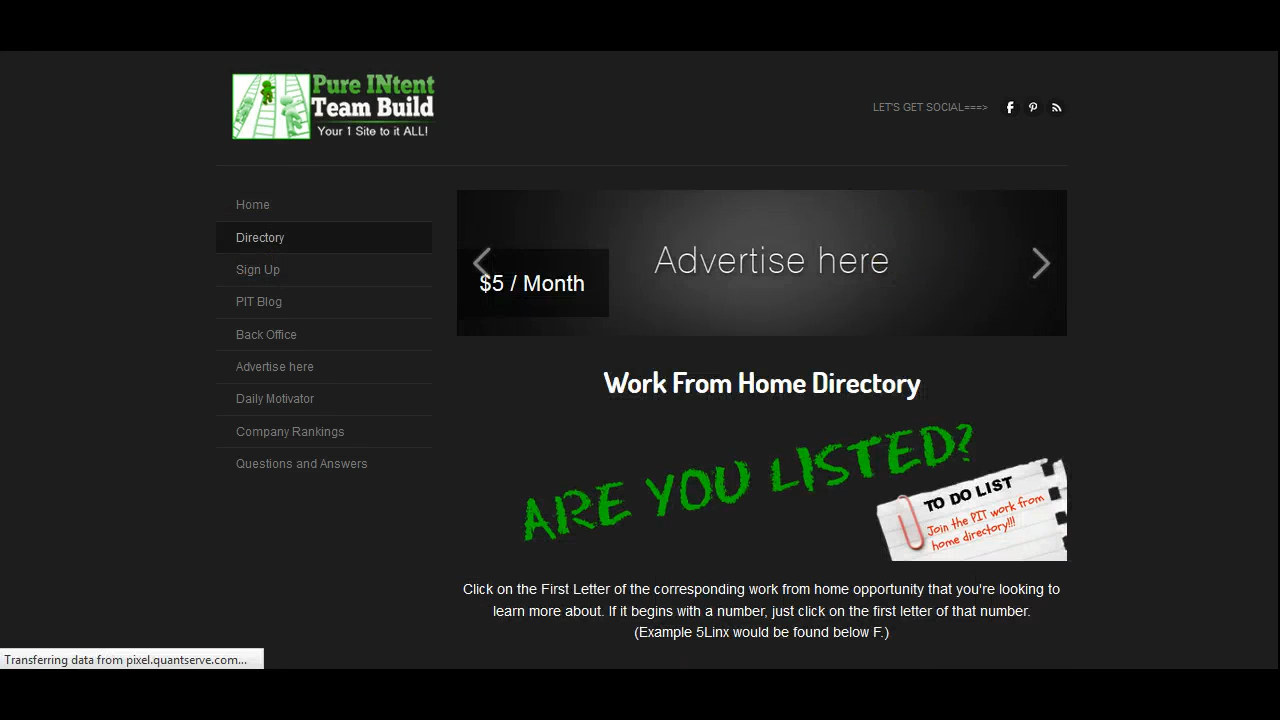 Pure INtent
Team Build
Your 1 Site to it ALL!
LET'S GET SOCIAL===>
Home
Directory
Sign Up
PIT Blog
Back Office
Advertise here
Daily Motivator
Company Rankings
Questions and Answers
Advertise here
$5 / Month
Work From Home Directory
ARE YOU LISTED?
TO DO LIST
Join the PIT work from
home directory!!!
Click on the First Letter of the corresponding work from home opportunity that you're looking to
learn more about. If it begins with a number, just click on the first letter of that number.
(Example 5Linx would be found below F.)
Transferring data from pixel.quantserve.com...